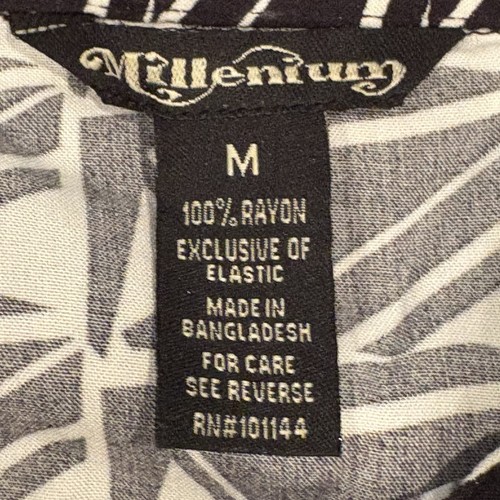 Millenium
M
100% RAYON
EXCLUSIVE OF
ELASTIC
MADE IN
BANGLADESH
FOR CARE
SEE REVERSE
RN#101144